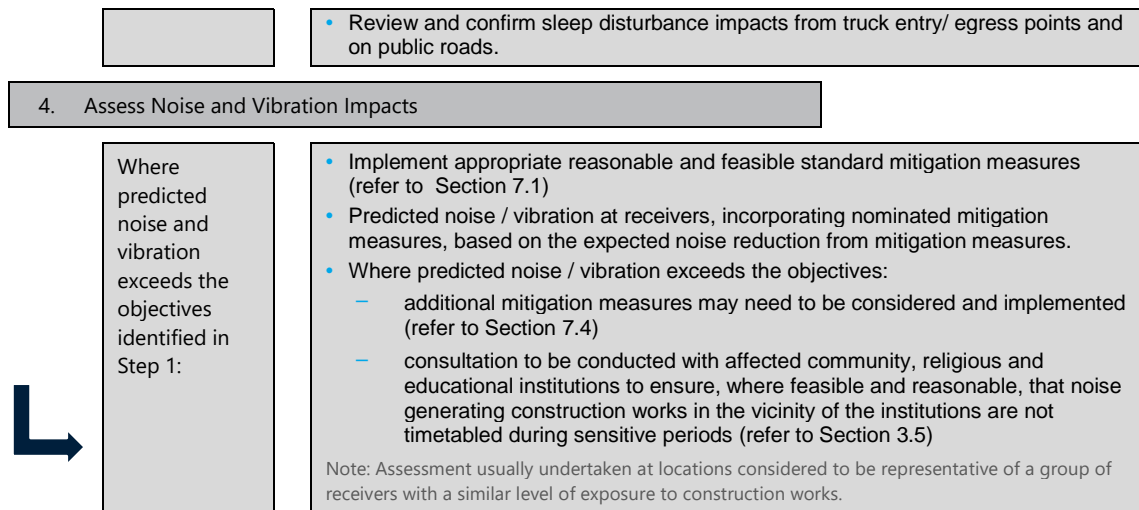 • Review and confirm sleep disturbance impacts from truck entry/ egress points and
on public roads.
4. Assess Noise and Vibration Impacts
Where
predicted
noise and
vibration
exceeds the
objectives
identified in
Step 1:
• Implement appropriate reasonable and feasible standard mitigation measures
(refer to Section 7.1)
• Predicted noise / vibration at receivers, incorporating nominated mitigation
measures, based on the expected noise reduction from mitigation measures.
• Where predicted noise / vibration exceeds the objectives:
– additional mitigation measures may need to be considered and implemented
(refer to Section 7.4)
– consultation to be conducted with affected community, religious and
educational institutions to ensure, where feasible and reasonable, that noise
generating construction works in the vicinity of the institutions are not
timetabled during sensitive periods (refer to Section 3.5)
Note: Assessment usually undertaken at locations considered to be representative of a group of
receivers with a similar level of exposure to construction works.